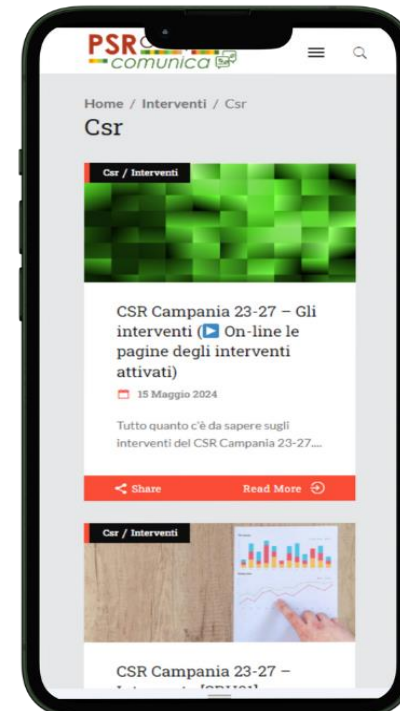 PSR
comunica
Home / Interventi / Csr
Csr
Csr / Interventi
CSR Campania 23-27 – Gli
interventi (▶ On-line le
pagine degli interventi
attivati)
15 Maggio 2024
Tutto quanto c'è da sapere sugli
interventi del CSR Campania 23-27....
Share Read More
Csr / Interventi
CSR Campania 23-27 –